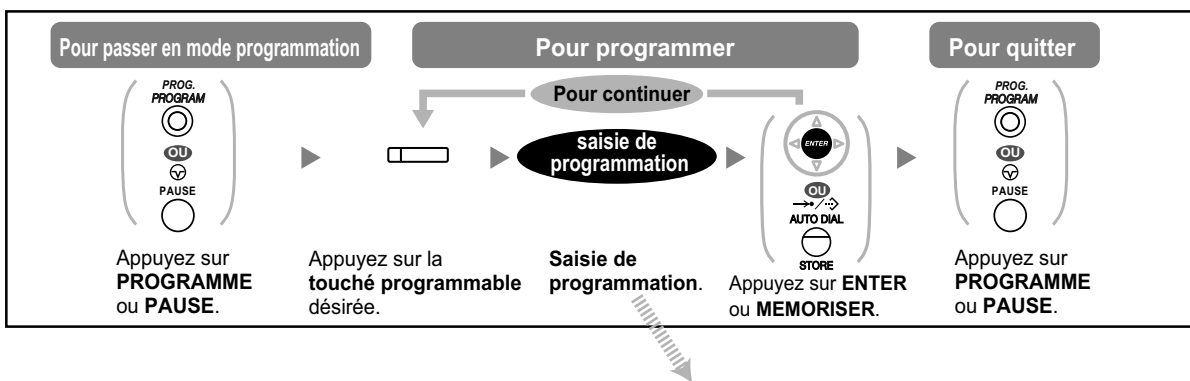 Pour passer en mode programmation
Pour programmer
Pour quitter
PROG.
PROGRAM
OU
PAUSE
Appuyez sur
PROGRAMME
ou PAUSE.
Pour continuer
Appuyez sur la
touché programmable
désirée.
saisie de
programmation
Saisie de
programmation.
ENTER
OU
AUTO DIAL
STORE
Appuyez sur ENTER
ou MEMORISER.
PROG.
PROGRAM
OU
PAUSE
Appuyez sur
PROGRAMME
ou PAUSE.